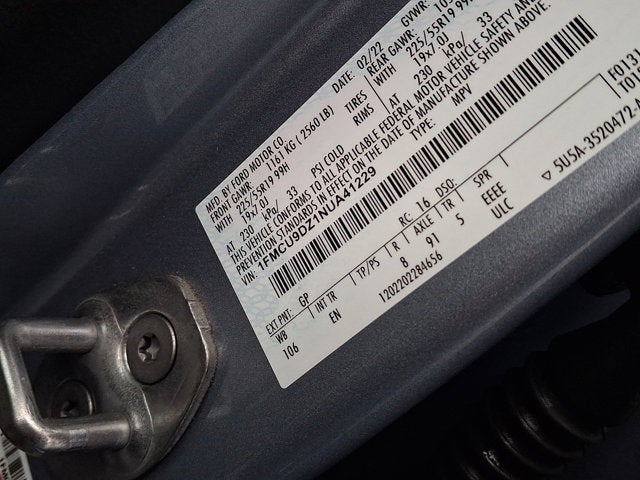 MFD. BY FORD MOTOR CO.
DATE: 02/22
GVWR:
FRONT GAWR: 1161 KG ( 2560 LB)
REAR GAWR:
WITH 225/55R19 99H TIRES
WITH 225/55R19 99H
19x7.0J RIMS
19x7.0J
AT 230 kPa/ 33 PSI COLD
AT 230 kPa/ 33
THIS VEHICLE CONFORMS TO ALL APPLICABLE FEDERAL MOTOR VEHICLE SAFETY AND
PREVENTION STANDARDS IN EFFECT ON THE DATE OF MANUFACTURE SHOWN ABOVE.
VIN: 1FMCU9DZ1NUA41229
TYPE: MPV
EXT PNT: GP RC: 16 DSO:
WB INT TR TP/PS R AXLE TR SPR
106 EN 8 91 5 EEEE
1202202284656 ULC
5U5A-3520472-